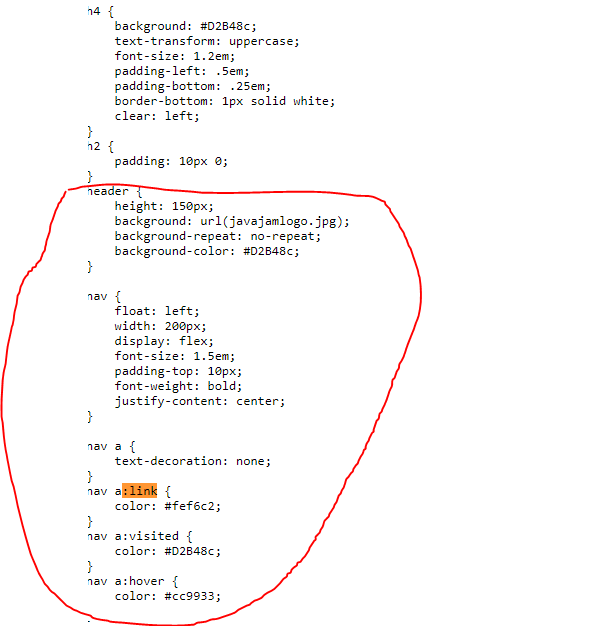 h4 {
background: #D2B48c;
text-transform: uppercase;
font-size: 1.2em;
padding-left: .5em;
padding-bottom: .25em;
border-bottom: 1px solid white;
clear: left;
}
h2 {
padding: 10px 0;
}
header {
height: 150px;
background: url(javajamlogo.jpg);
background-repeat: no-repeat;
background-color: #D2B48c;
}
nav {
float: left;
width: 200px;
display: flex;
font-size: 1.5em;
padding-top: 10px;
font-weight: bold;
justify-content: center;
}
nav a {
text-decoration: none;
}
nav a:link {
color: #fef6c2;
}
nav a:visited {
color: #D2B48c;
}
nav a:hover {
color: #cc9933;